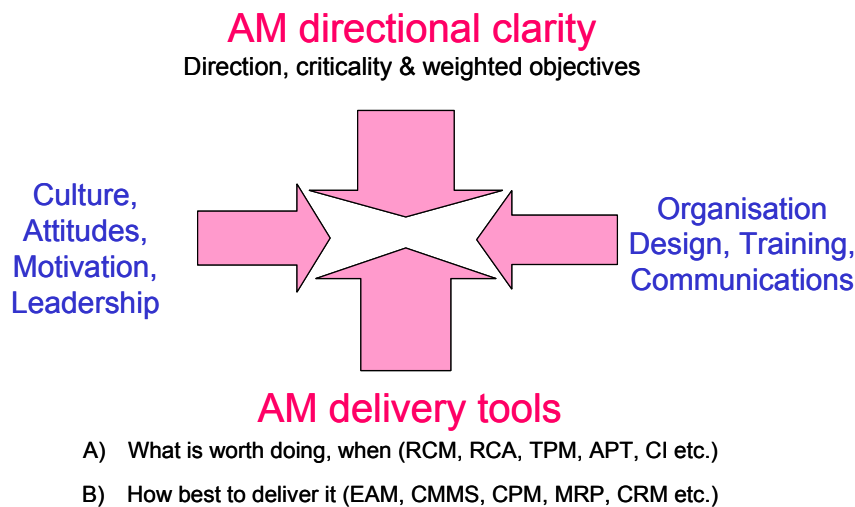 AM directional clarity
Direction, criticality & weighted objectives
Culture,
Attitudes,
Motivation,
Leadership
Organisation
Design, Training,
Communications
AM delivery tools
A) What is worth doing, when (RCM, RCA, TPM, APT, CI etc.)
B) How best to deliver it (EAM, CMMS, CPM, MRP, CRM etc.)